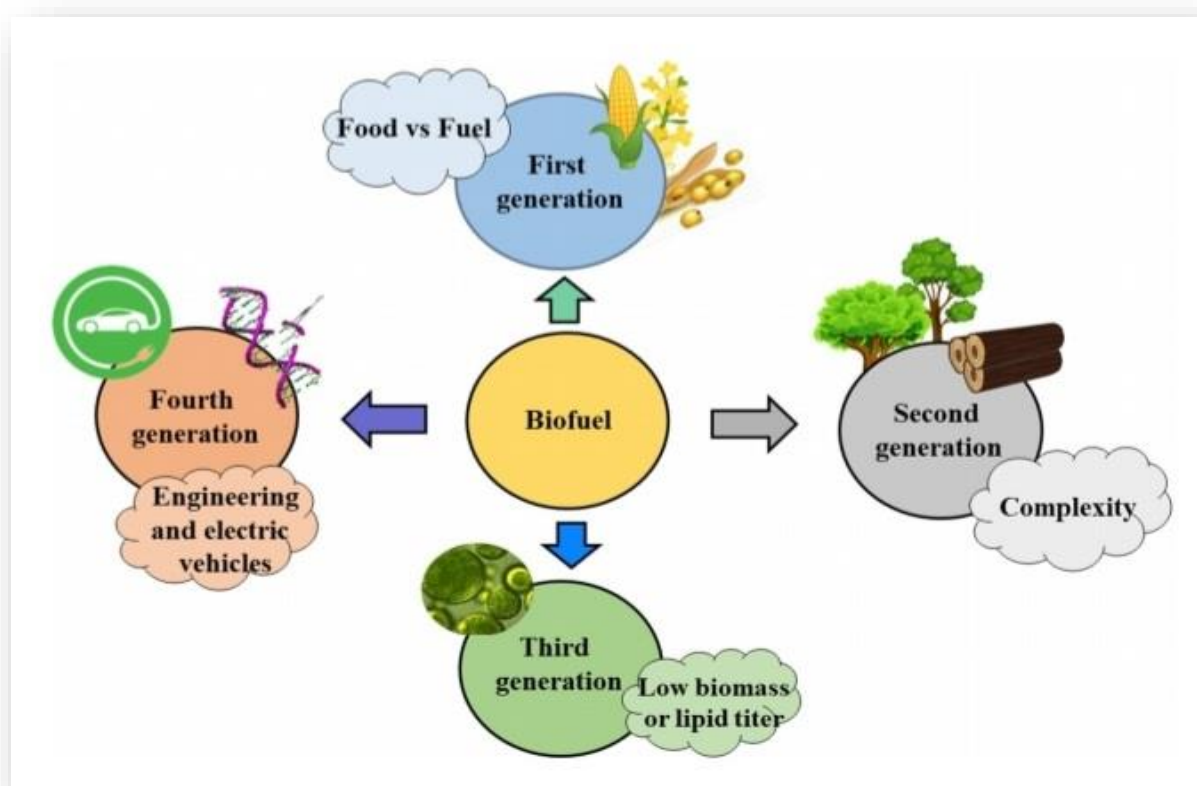 Food vs Fuel
First
generation
Fourth
generation
Engineering
and electric
vehicles
Biofuel
Second
generation
Complexity
Third
generation
Low biomass
or lipid titer